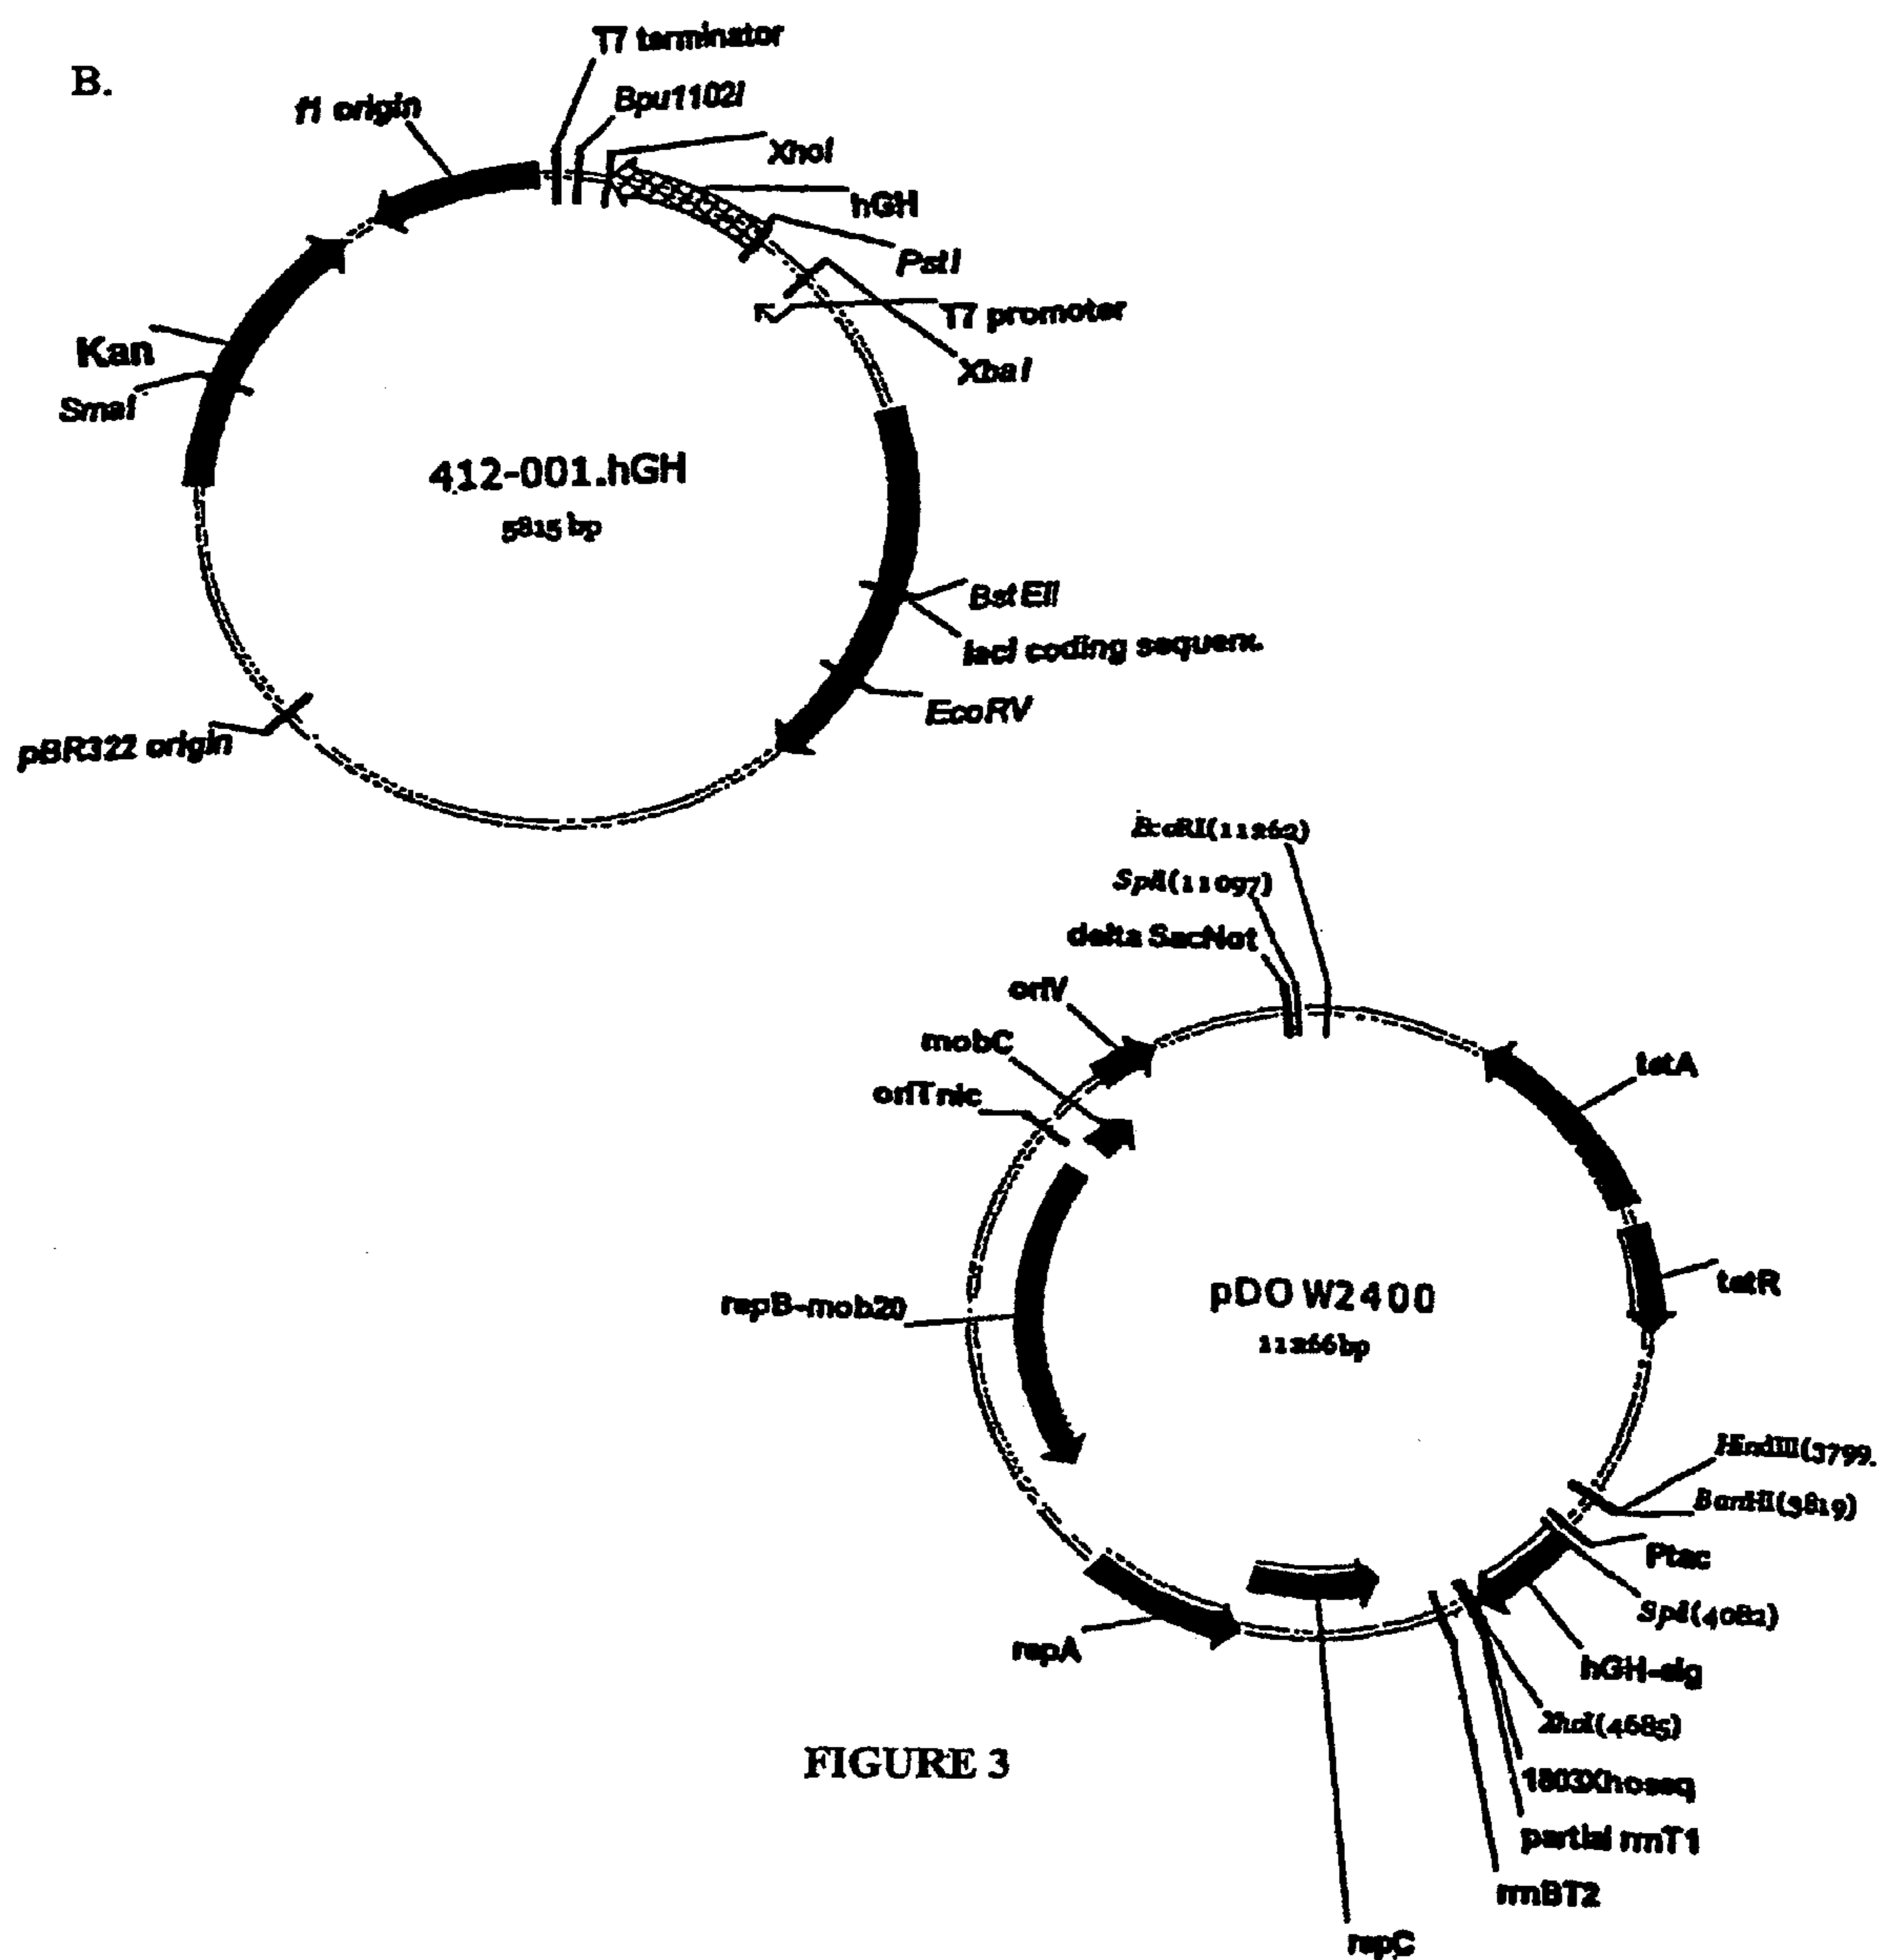 B.
T7 terminator
Bpu1102I
f1 origin
XhoI
hGH
PstI
T7 promoter
XbaI
Kan
SmaI
412-001.hGH
5815 bp
BstEII
lacI coding sequenc.
EcoRV
pBR322 origin
EcoRI(11262)
SpeI(11097)
delta SacNot
oriV
mobC
oriTnic
tetA
repB-mob20
pDOW2400
11266 bp
tetR
HindIII(3799.
BamHI(3819)
Ptac
SpeI(4082)
repA
hGH-sig
XhoI(4685)
FIGURE 3
1803Xhoseq
partial rrnT1
rrnBT2
repC